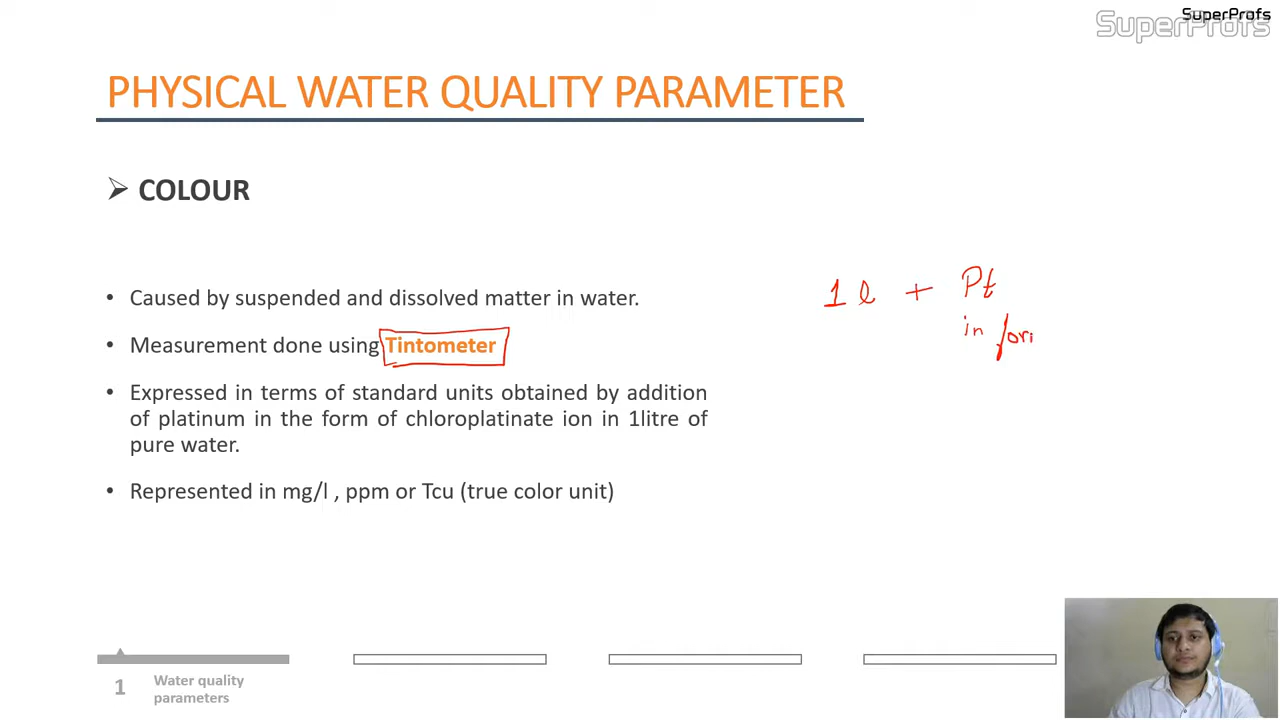 SuperProfs
SuperProfs
PHYSICAL WATER QUALITY PARAMETER
➢ COLOUR
• Caused by suspended and dissolved matter in water.
• Measurement done using Tintometer
• Expressed in terms of standard units obtained by addition
of platinum in the form of chloroplatinate ion in 1litre of
pure water.
• Represented in mg/l , ppm or Tcu (true color unit)
1 l + Pt
in fori
1
Water quality
parameters